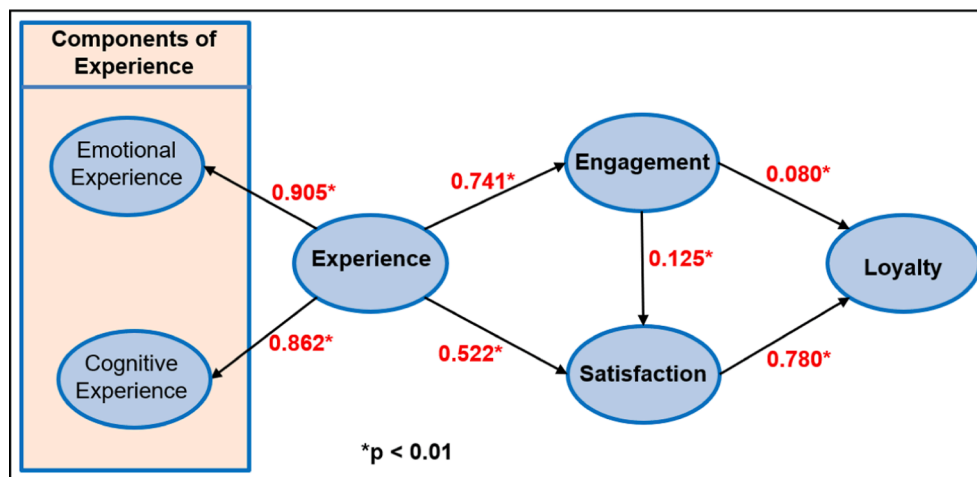 Components of
Experience
Emotional
Experience
0.905*
Cognitive
Experience
0.862*
Experience
0.741*
0.522*
Engagement
0.125*
Satisfaction
0.080*
0.780*
Loyalty
*p < 0.01